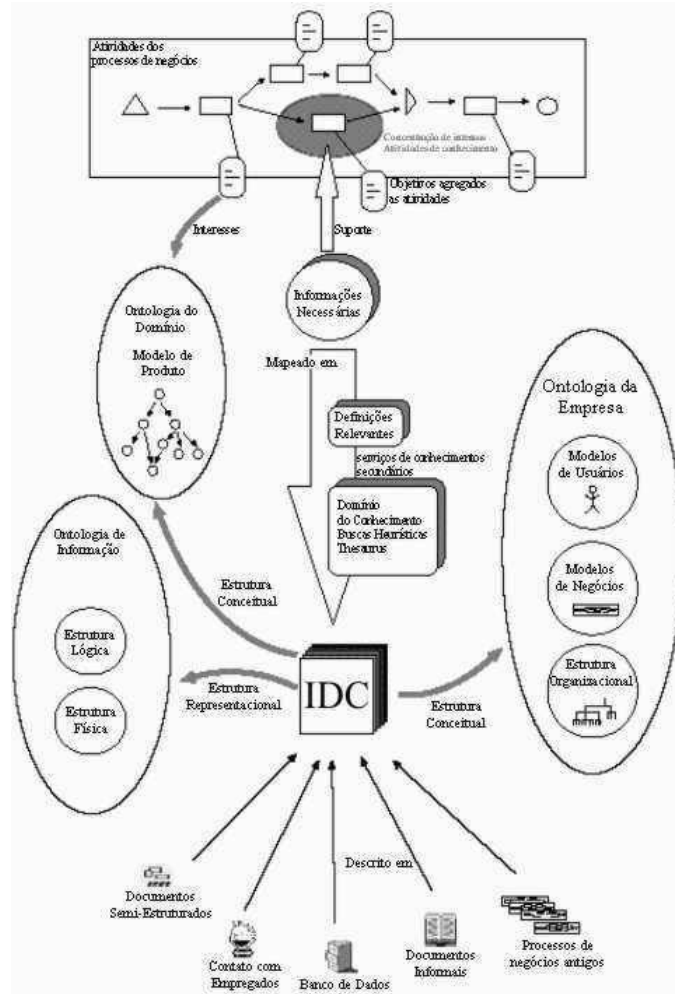 Atividades dos
processos de negócios
Concentração de intensas
Atividades de conhecimento
Objetivos agregados
as atividades
Interesses
Suporte
Informações
Necessárias
Ontologia do
Domínio
Modelo de
Produto
Mapeado em
Definições
Relevantes
serviços de conhecimentos
secundários
Domínio
do Conhecimento
Buscas Heurísticas
Thesaurus
Ontologia da
Empresa
Modelos
de Usuários
Modelos
de Negócios
Estrutura
Organizacional
Ontologia de
Informação
Estrutura
Lógica
Estrutura
Física
Estrutura
Conceitual
Estrutura
Representacional
IDC
Estrutura
Conceitual
Descrito em
Documentos
Semi-Estruturados
Contato com
Empregados
Banco de Dados
Documentos
Informais
Processos de
negócios antigos